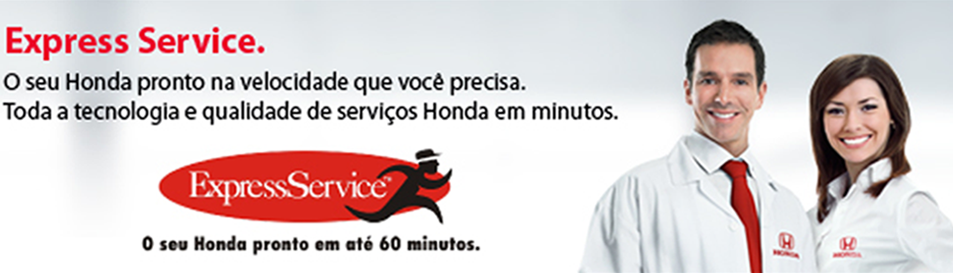 Express Service.
O seu Honda pronto na velocidade que você precisa.
Toda a tecnologia e qualidade de serviços Honda em minutos.
ExpressService
O seu Honda pronto em até 60 minutos.
HONDA
HONDA